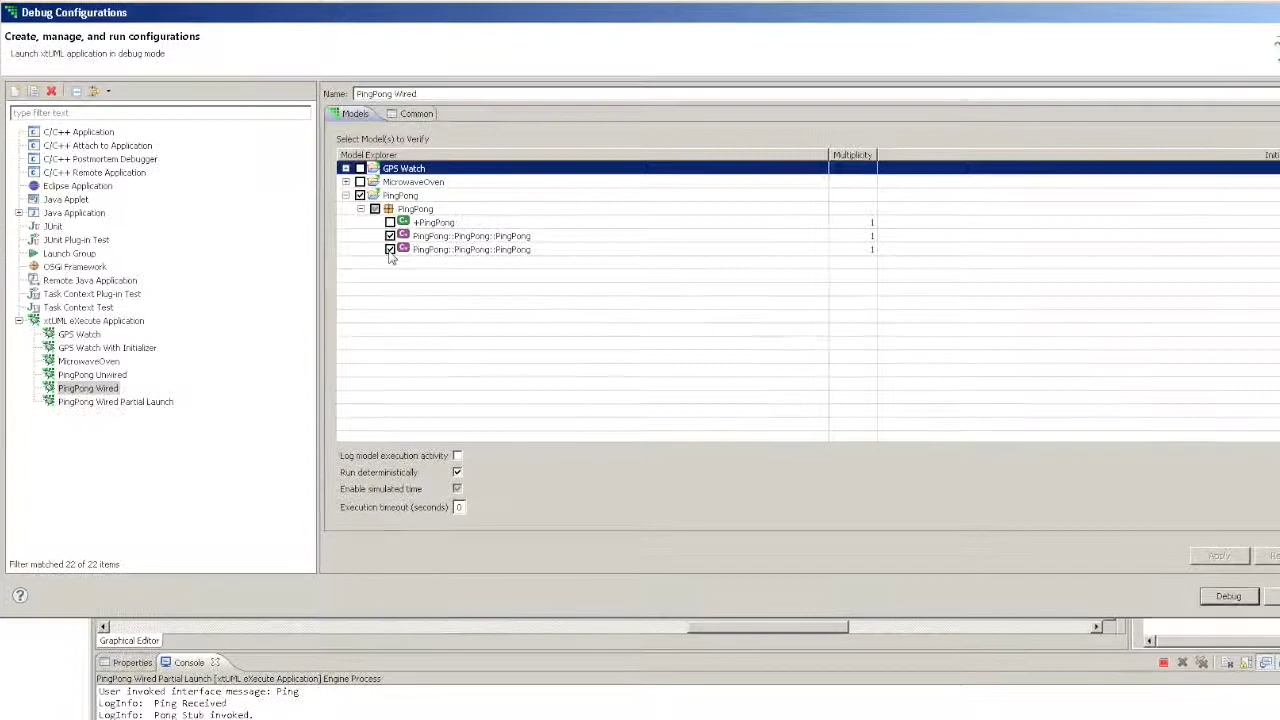 Debug Configurations
Create, manage, and run configurations
Launch xtUML application in debug mode
type filter text
C/C++ Application
C/C++ Attach to Application
C/C++ Postmortem Debugger
C/C++ Remote Application
Eclipse Application
Java Applet
Java Application
JUnit
JUnit Plug-in Test
Launch Group
OSGi Framework
Remote Java Application
Task Context Plug-in Test
Task Context Test
xtUML eXecute Application
GPS Watch
GPS Watch With Initializer
MicrowaveOven
PingPong Unwired
PingPong Wired
PingPong Wired Partial Launch
Filter matched 22 of 22 items
Name: PingPong Wired
Models Common
Select Model(s) to Verify
Model Explorer Multiplicity Initi
GPS Watch
MicrowaveOven
PingPong
PingPong
+PingPong 1
PingPong::PingPong::PingPong 1
PingPong::PingPong::PingPong 1
Log model execution activity
Run deterministically
Enable simulated time
Execution timeout (seconds) 0
Apply Re
Debug
Graphical Editor
Properties Console
PingPong Wired Partial Launch [xtUML eXecute Application] Engine Process
User invoked interface message: Ping
LogInfo: Ping Received
LogInfo: Pong Stub invoked.